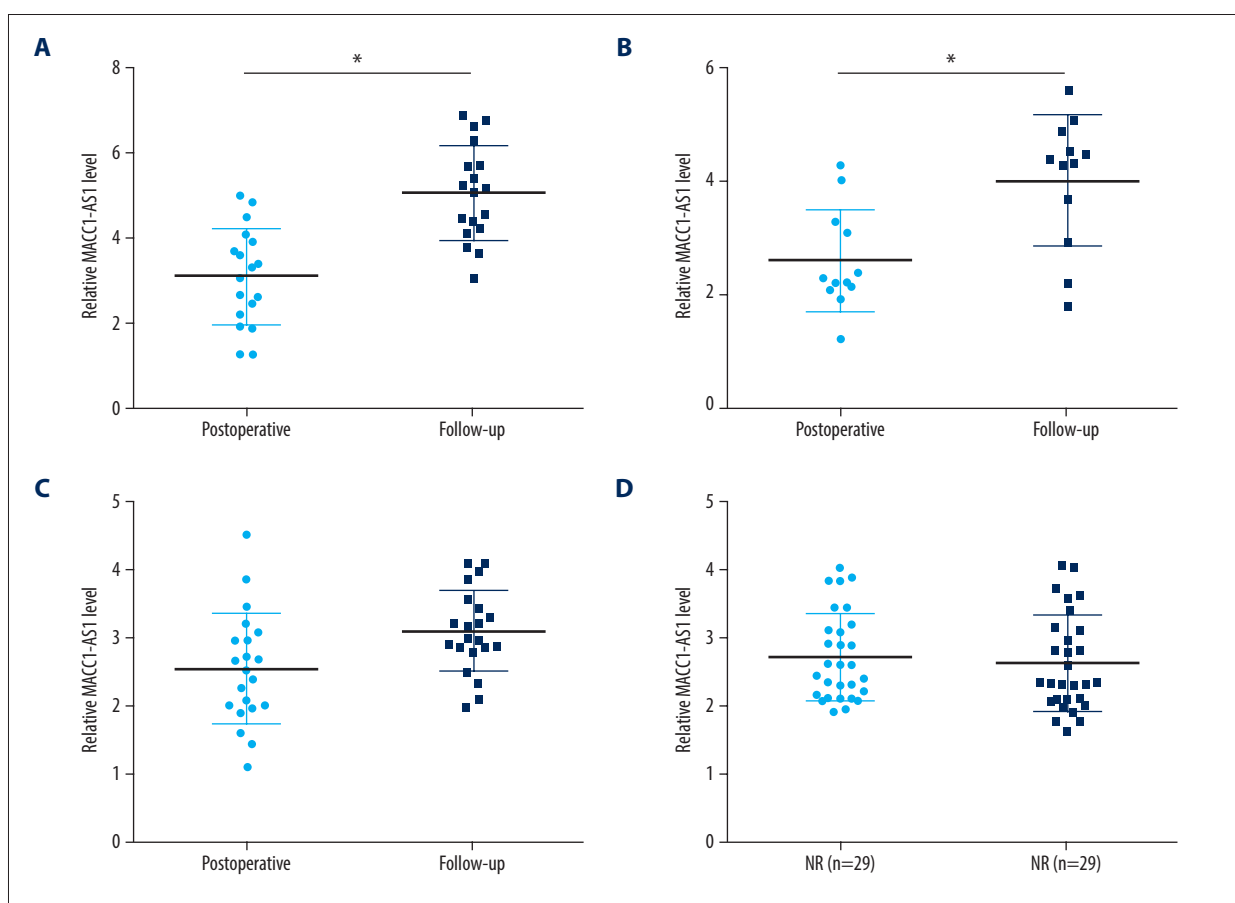 A
*
8
6
4
2
0
Relative MACC1-AS1 level
Postoperative
Follow-up
B
*
6
4
2
0
Relative MACC1-AS1 level
Postoperative
Follow-up
C
5
4
3
2
1
0
Relative MACC1-AS1 level
Postoperative
Follow-up
D
5
4
3
2
1
0
Relative MACC1-AS1 level
NR (n=29)
NR (n=29)